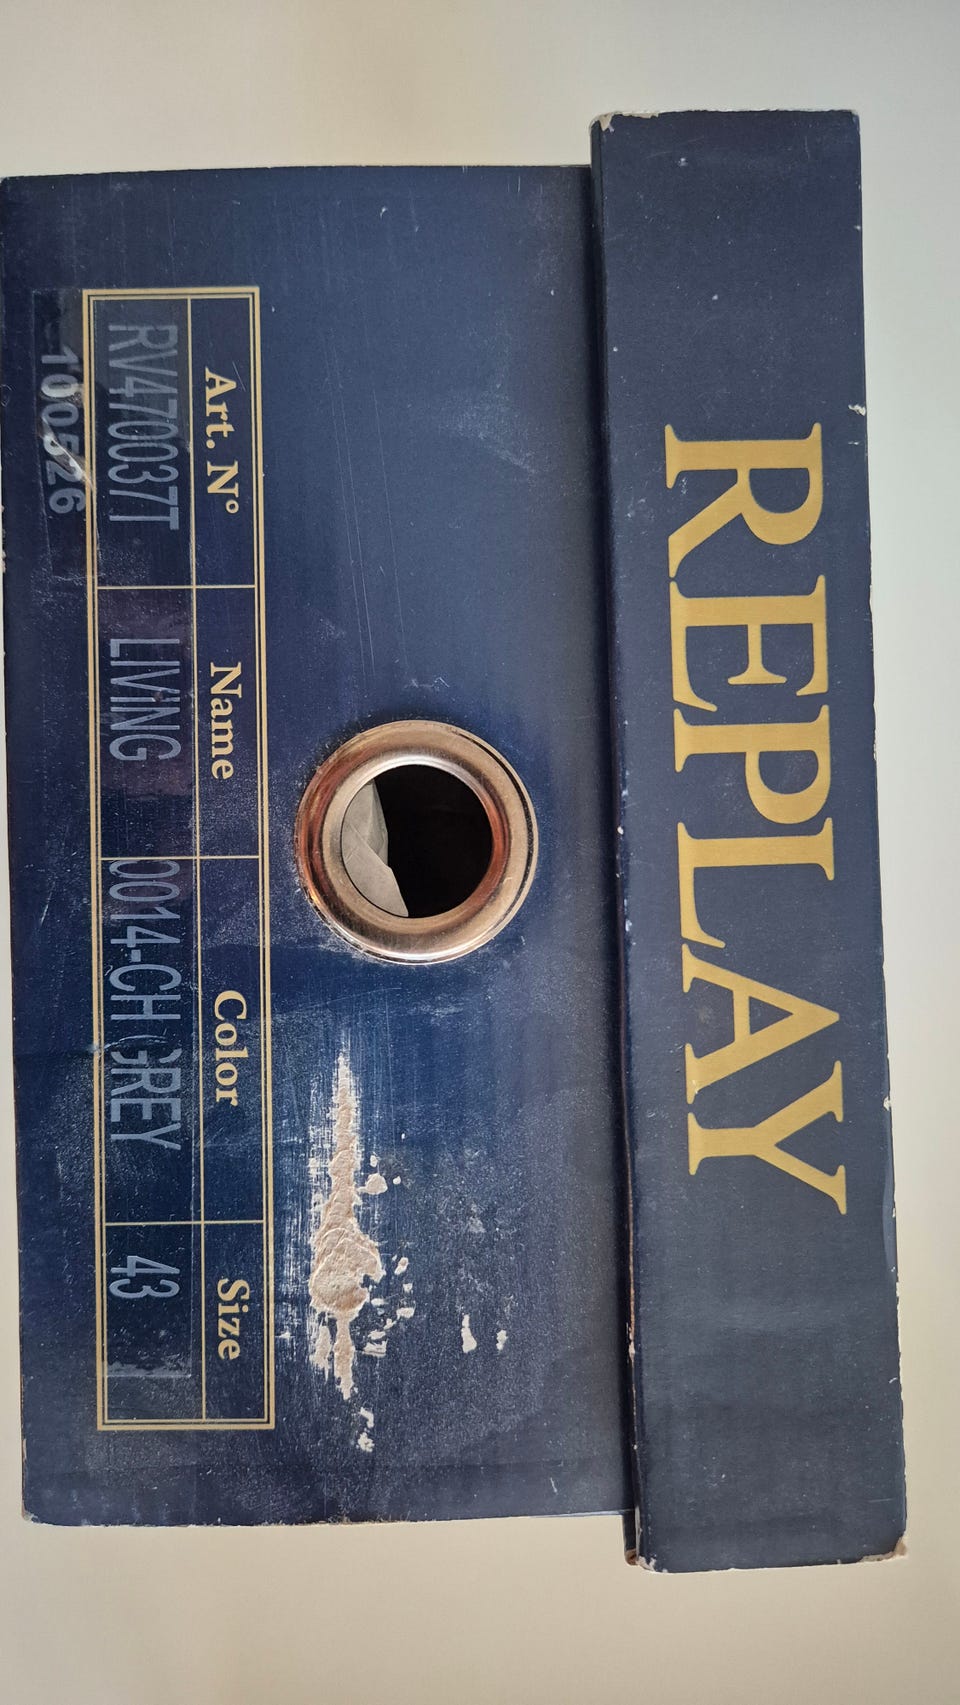 REPLAY
Art. N° Name Color Size
RV470037T LIVING 0014-CH GREY 43
100526